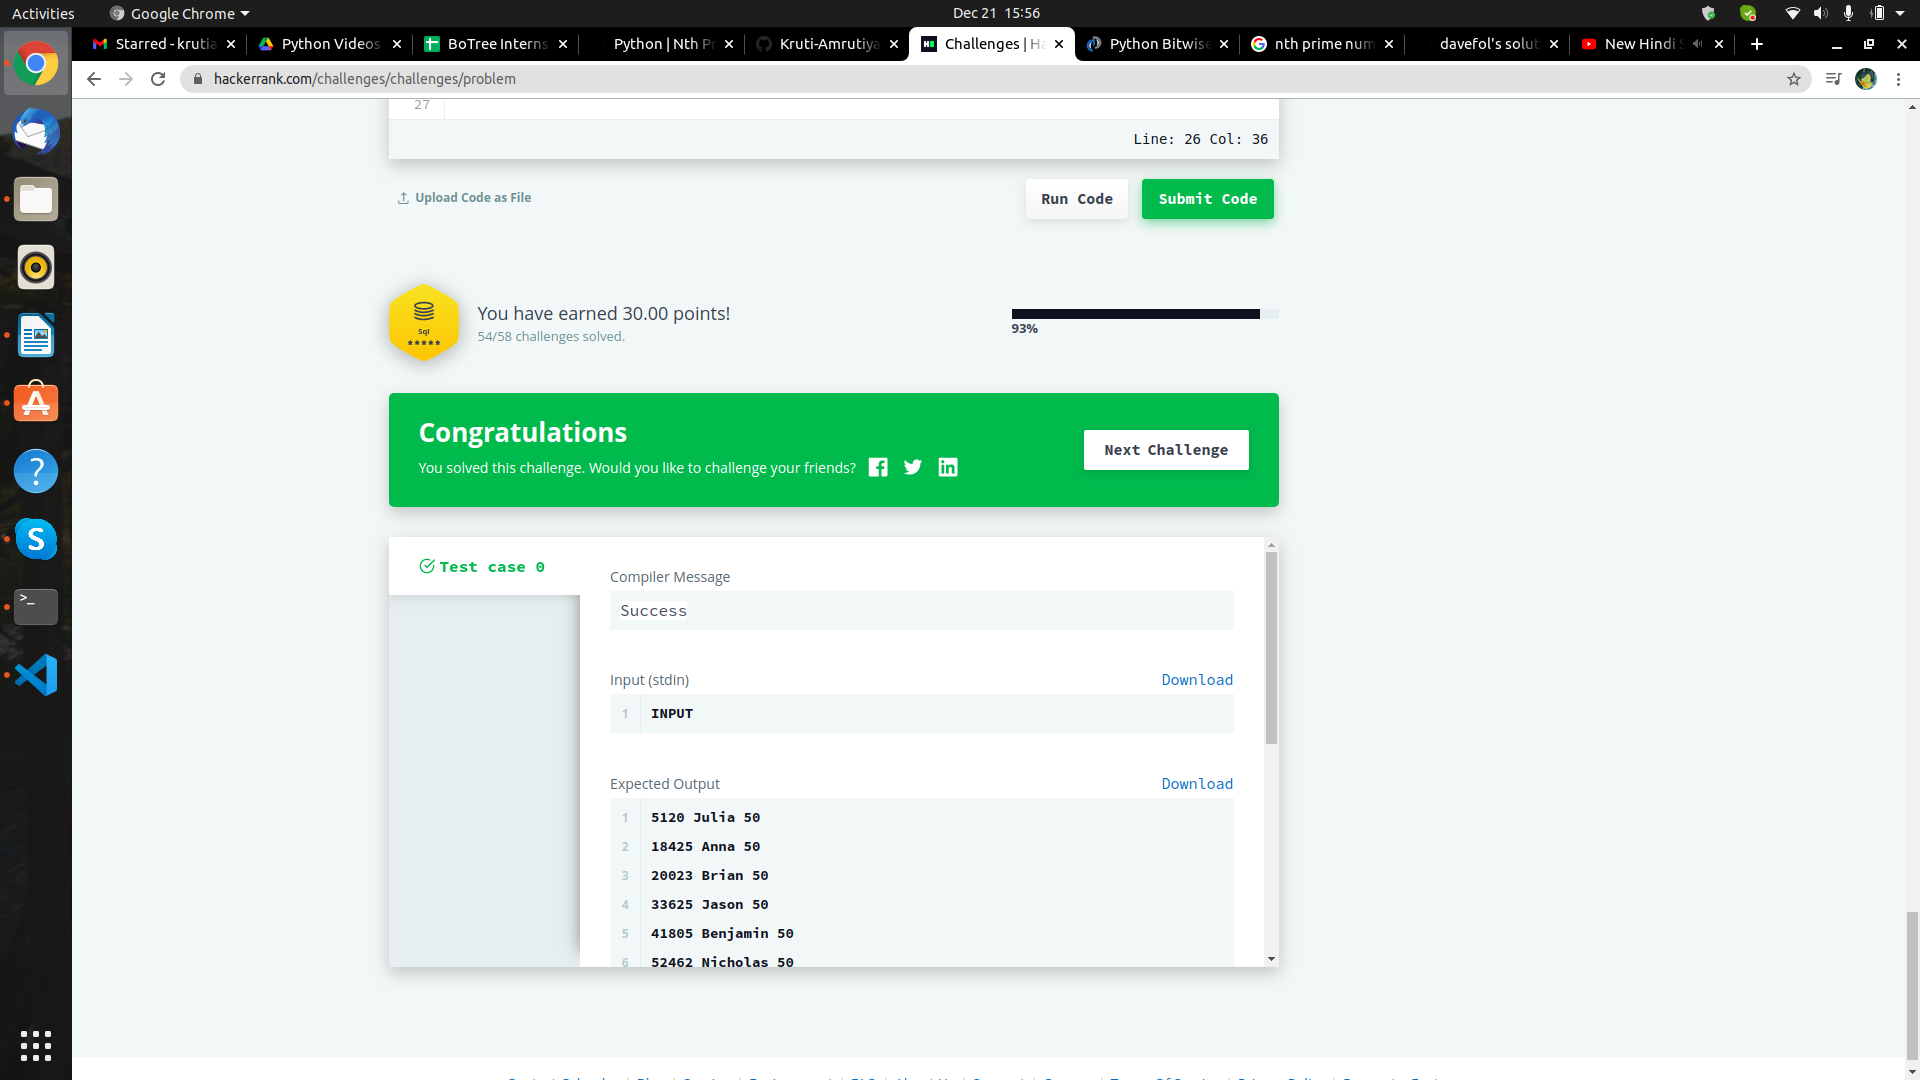 Activities
Google Chrome
Dec 21 15:56
Starred - krutia
Python Videos
BoTree Interns
Python | Nth Pr
Kruti-Amrutiya
Challenges | Ha
Python Bitwise
nth prime num
davefol's solut
New Hindi S
hackerrank.com/challenges/challenges/problem
27
Line: 26 Col: 36
Upload Code as File
Run Code
Submit Code
Sql
You have earned 30.00 points!
54/58 challenges solved.
93%
Congratulations
You solved this challenge. Would you like to challenge your friends?
Next Challenge
Test case 0
Compiler Message
Success
Input (stdin)
Download
1 INPUT
Expected Output
Download
1 5120 Julia 50
2 18425 Anna 50
3 20023 Brian 50
4 33625 Jason 50
5 41805 Benjamin 50
6 52462 Nicholas 50